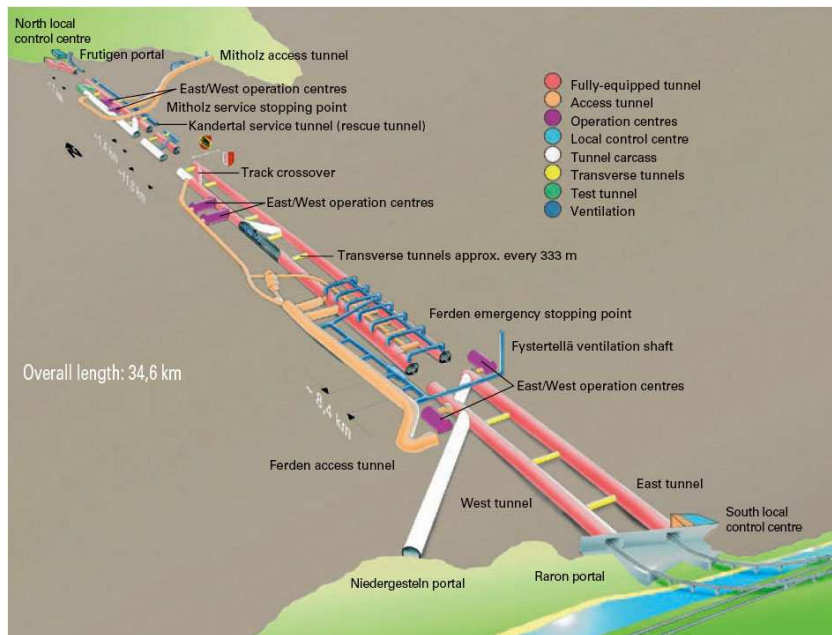 North local
control centre
Frutigen portal
Mitholz access tunnel
East/West operation centres
Mitholz service stopping point
Kandertal service tunnel (rescue tunnel)
Track crossover
East/West operation centres
Transverse tunnels approx. every 333 m
Fully-equipped tunnel
Access tunnel
Operation centres
Local control centre
Tunnel carcass
Transverse tunnels
Test tunnel
Ventilation
Ferden emergency stopping point
Fystertellä ventilation shaft
East/West operation centres
Overall length: 34,6 km
~ 8,4 km
Ferden access tunnel
West tunnel
East tunnel
South local
control centre
Niedergesteln portal
Raron portal